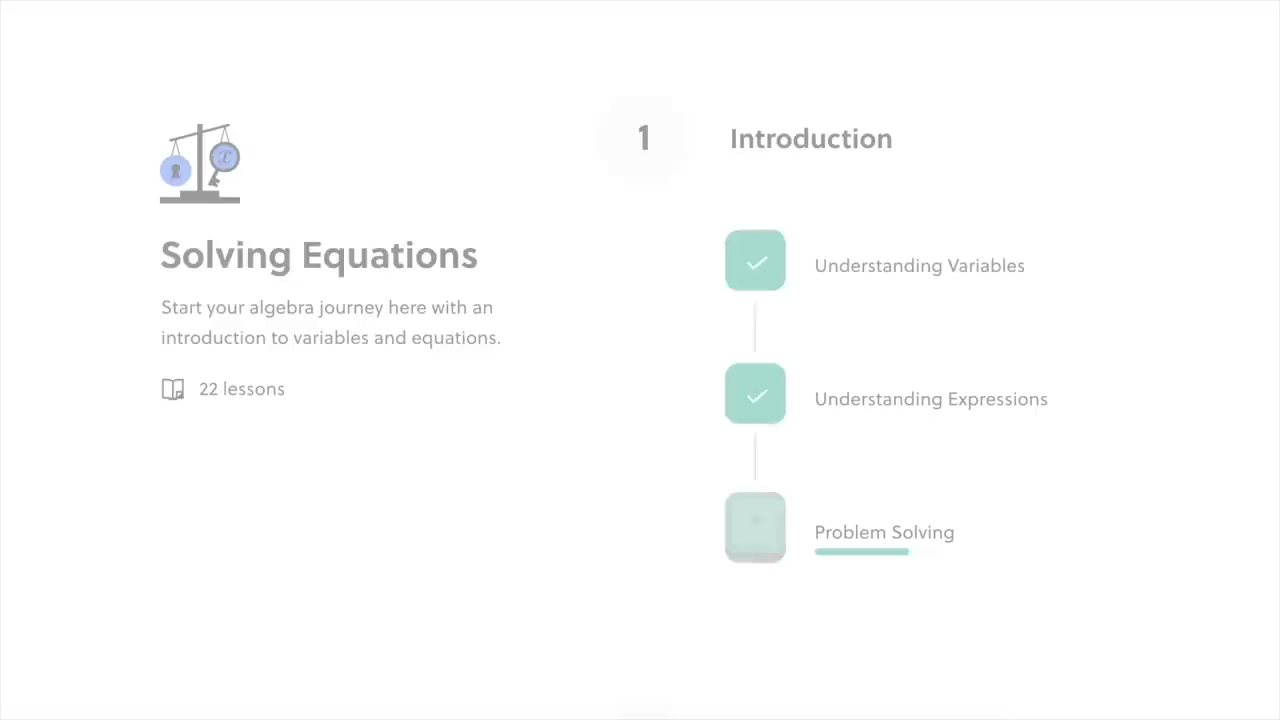 x
Solving Equations
Start your algebra journey here with an
introduction to variables and equations.
22 lessons
1
Introduction
Understanding Variables
Understanding Expressions
Problem Solving